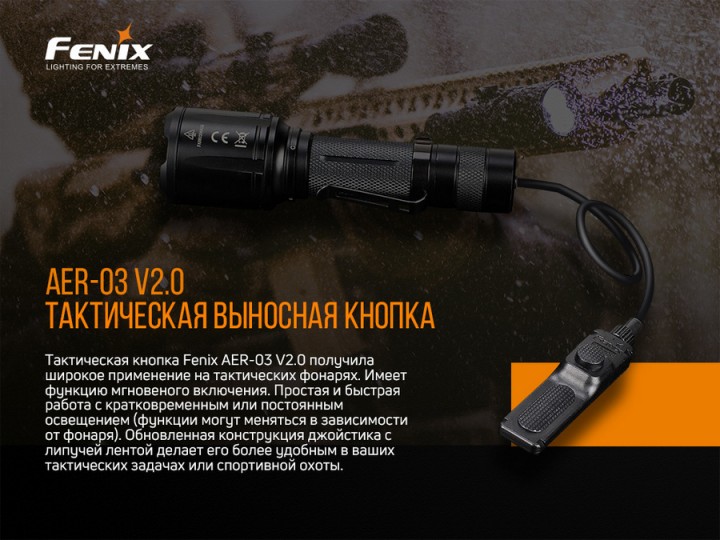 FENIX
LIGHTING FOR EXTREMES
CE
AER-03 V2.0
ТАКТИЧЕСКАЯ ВЫНОСНАЯ КНОПКА
Тактическая кнопка Fenix AER-03 V2.0 получила
широкое применение на тактических фонарях. Имеет
функцию мгновеного включения. Простая и быстрая
работа с кратковременным или постоянным
освещением (функции могут меняться в зависимости
от фонаря). Обновленная конструкция джойстика с
липучей лентой делает его более удобным в ваших
тактических задачах или спортивной охоты.